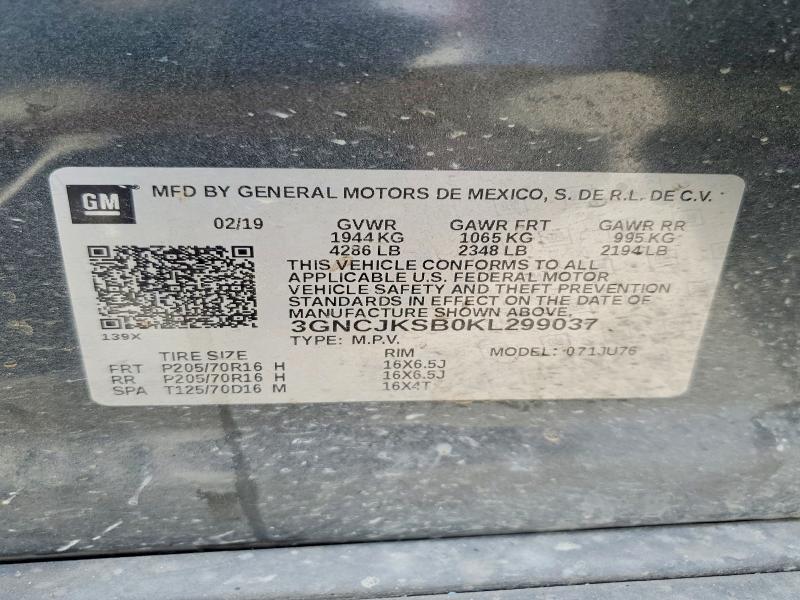 GM MFD BY GENERAL MOTORS DE MEXICO, S. DE R.L. DE C.V.
02/19 GVWR GAWR FRT GAWR RR
1944 KG 1065 KG 995 KG
4286 LB 2348 LB 2194 LB
THIS VEHICLE CONFORMS TO ALL
APPLICABLE U.S. FEDERAL MOTOR
VEHICLE SAFETY AND THEFT PREVENTION
STANDARDS IN EFFECT ON THE DATE OF
MANUFACTURE SHOWN ABOVE.
3GNCJKSB0KL299037
139X
TYPE: M.P.V. MODEL: 071JU76
TIRE SIZE RIM
FRT P205/70R16 H 16X6.5J
RR P205/70R16 H 16X6.5J
SPA T125/70D16 M 16X4T